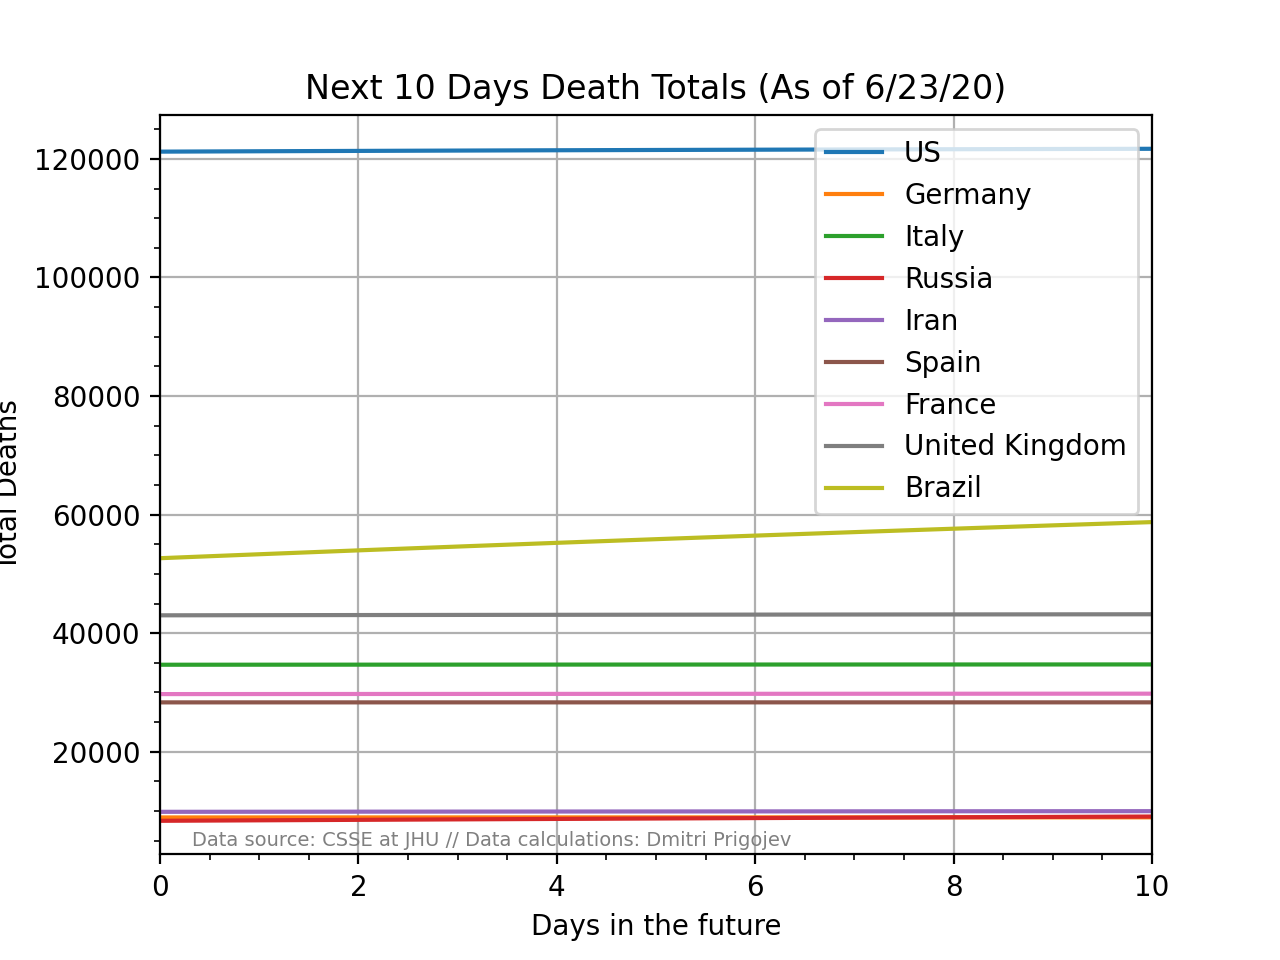 Next 10 Days Death Totals (As of 6/23/20)
120000
100000
80000
60000
40000
20000
Total Deaths
US
Germany
Italy
Russia
Iran
Spain
France
United Kingdom
Brazil
Data source: CSSE at JHU // Data calculations: Dmitri Prigojev
0 2 4 6 8 10
Days in the future